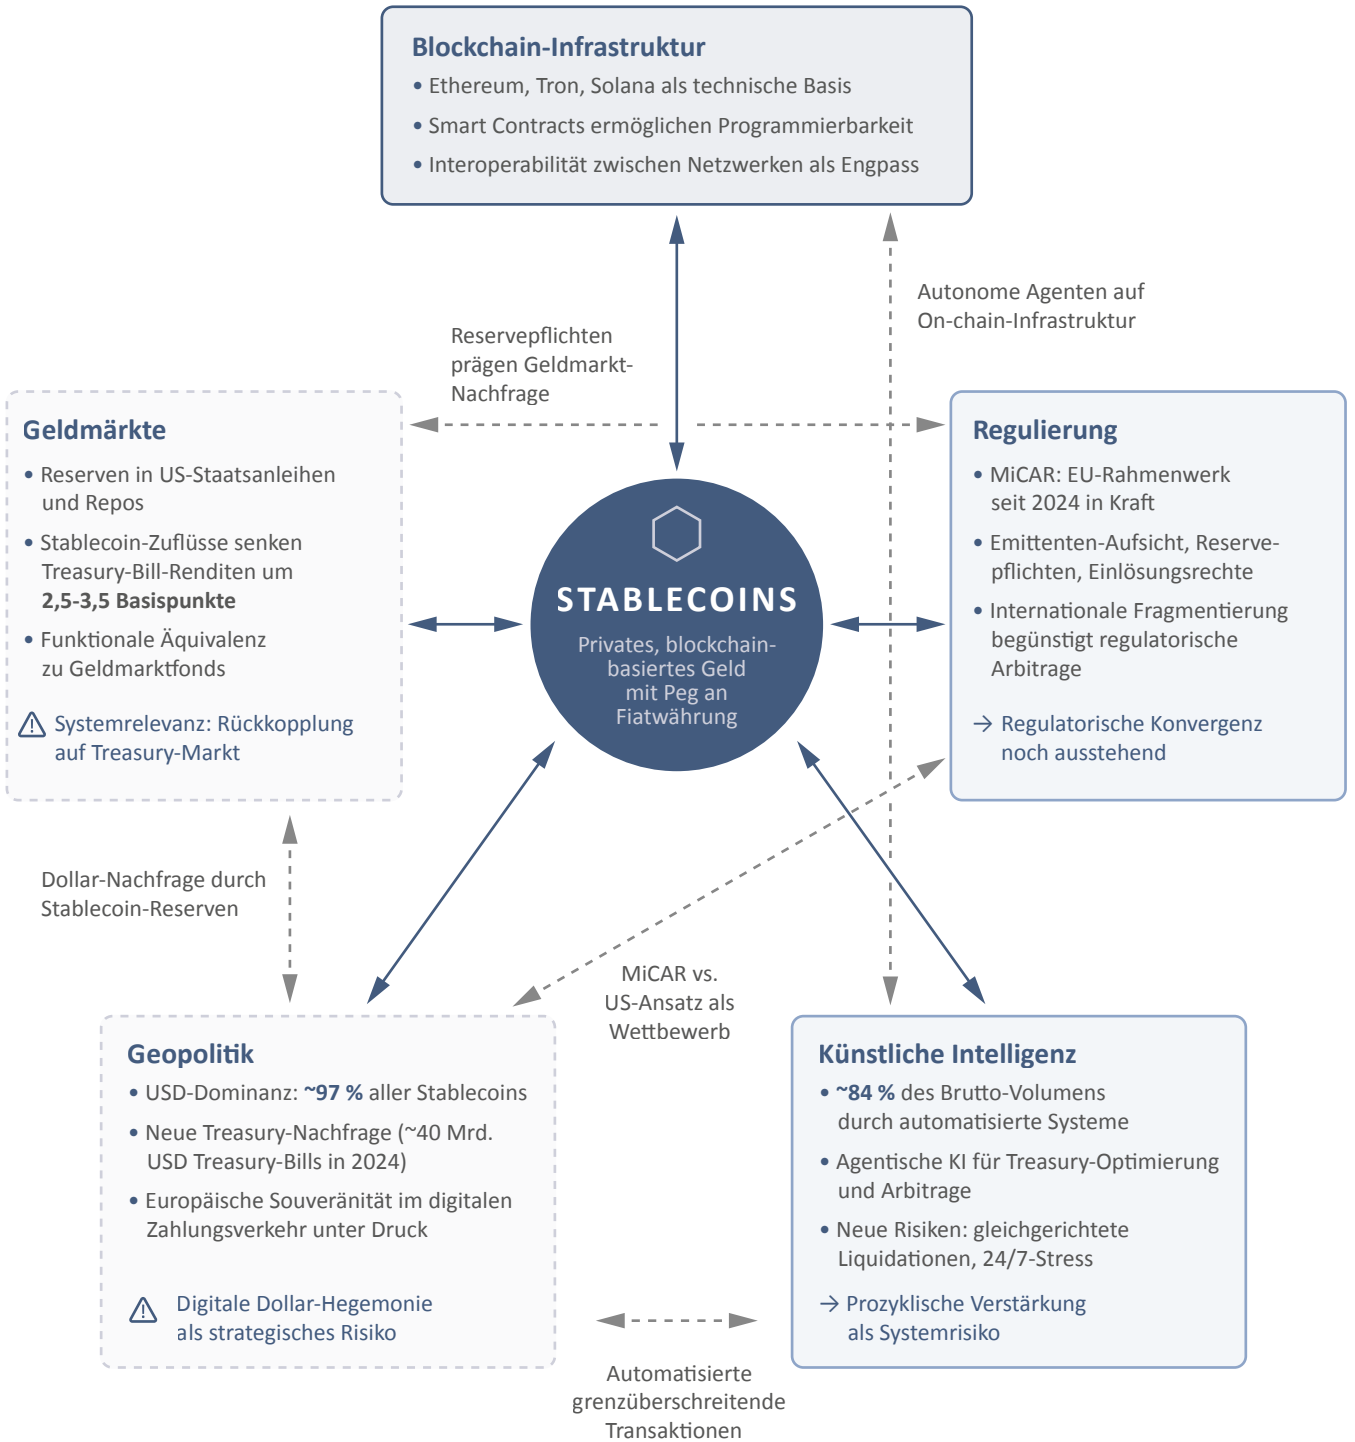 Blockchain-Infrastruktur
• Ethereum, Tron, Solana als technische Basis
• Smart Contracts ermöglichen Programmierbarkeit
• Interoperabilität zwischen Netzwerken als Engpass
Autonome Agenten auf
On-chain-Infrastruktur
Reservepflichten
prägen Geldmarkt-
Nachfrage
Geldmärkte
• Reserven in US-Staatsanleihen
und Repos
• Stablecoin-Zuflüsse senken
Treasury-Bill-Renditen um
2,5-3,5 Basispunkte
• Funktionale Äquivalenz
zu Geldmarktfonds
Systemrelevanz: Rückkopplung
auf Treasury-Markt
STABLECOINS
Privates, blockchain-
basiertes Geld
mit Peg an
Fiatwährung
Regulierung
• MiCAR: EU-Rahmenwerk
seit 2024 in Kraft
• Emittenten-Aufsicht, Reserve-
pflichten, Einlösungsrechte
• Internationale Fragmentierung
begünstigt regulatorische
Arbitrage
→ Regulatorische Konvergenz
noch ausstehend
Dollar-Nachfrage durch
Stablecoin-Reserven
MiCAR vs.
US-Ansatz als
Wettbewerb
Geopolitik
• USD-Dominanz: ~97 % aller Stablecoins
• Neue Treasury-Nachfrage (~40 Mrd.
USD Treasury-Bills in 2024)
• Europäische Souveränität im digitalen
Zahlungsverkehr unter Druck
Digitale Dollar-Hegemonie
als strategisches Risiko
Künstliche Intelligenz
• ~84 % des Brutto-Volumens
durch automatisierte Systeme
• Agentische KI für Treasury-Optimierung
und Arbitrage
• Neue Risiken: gleichgerichtete
Liquidationen, 24/7-Stress
→ Prozyklische Verstärkung
als Systemrisiko
Automatisierte
grenzüberschreitende
Transaktionen